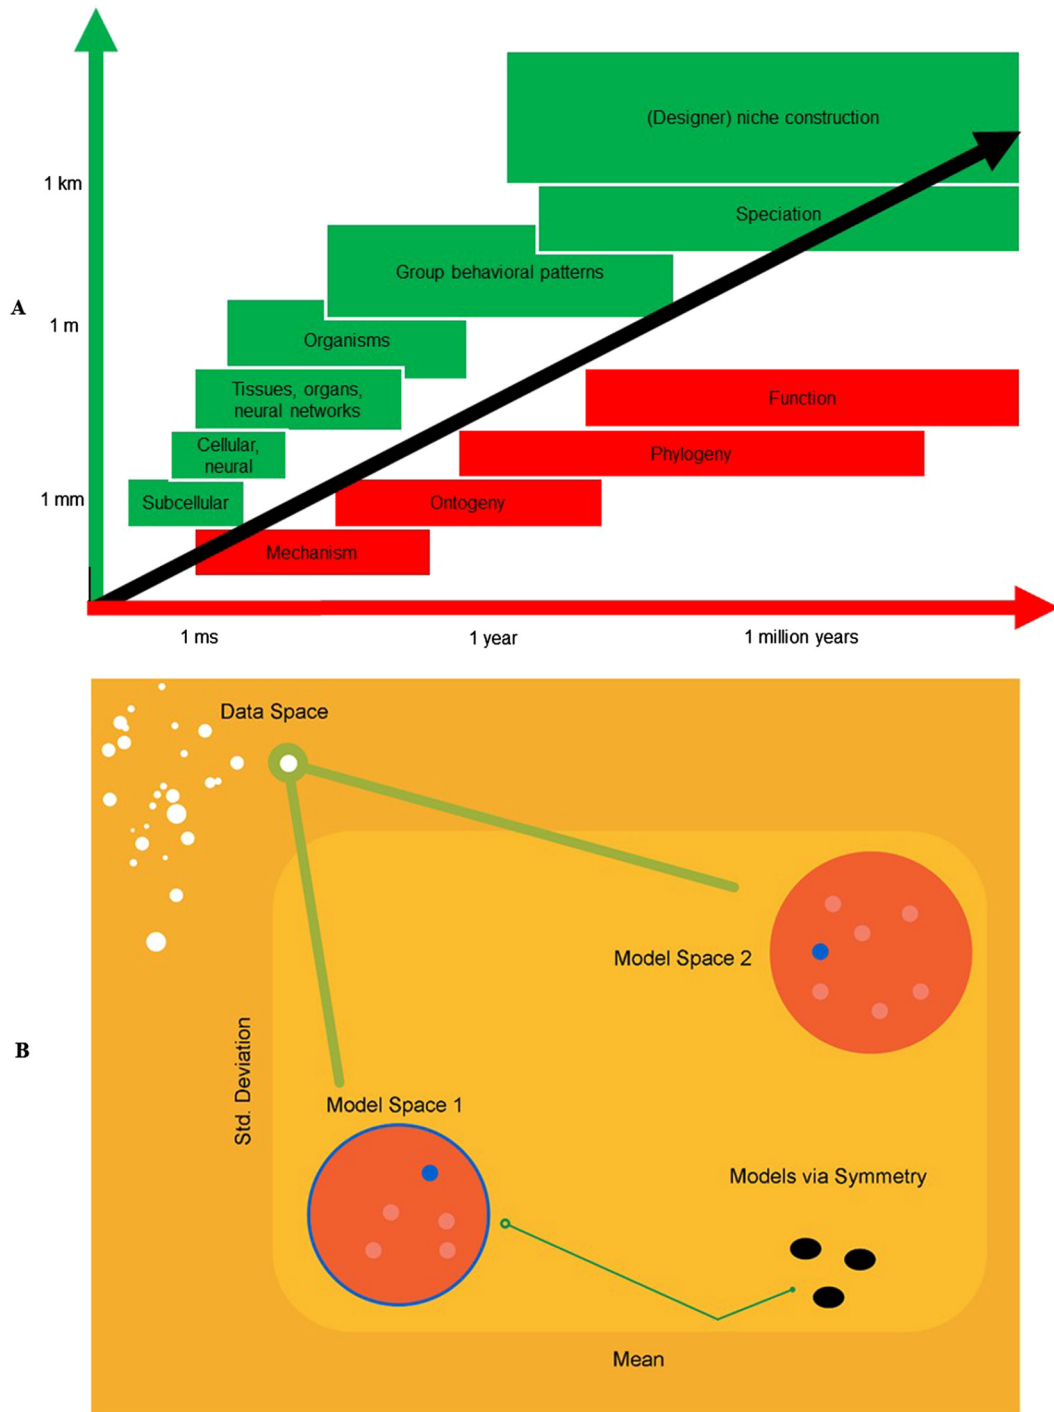 (Designer) niche construction
1 km
Speciation
Group behavioral patterns
A
1 m
Organisms
Tissues, organs,
neural networks
Function
Cellular,
neural
Phylogeny
1 mm
Subcellular
Ontogeny
Mechanism
1 ms
1 year
1 million years
Data Space
Model Space 2
B
Std. Deviation
Model Space 1
Models via Symmetry
Mean